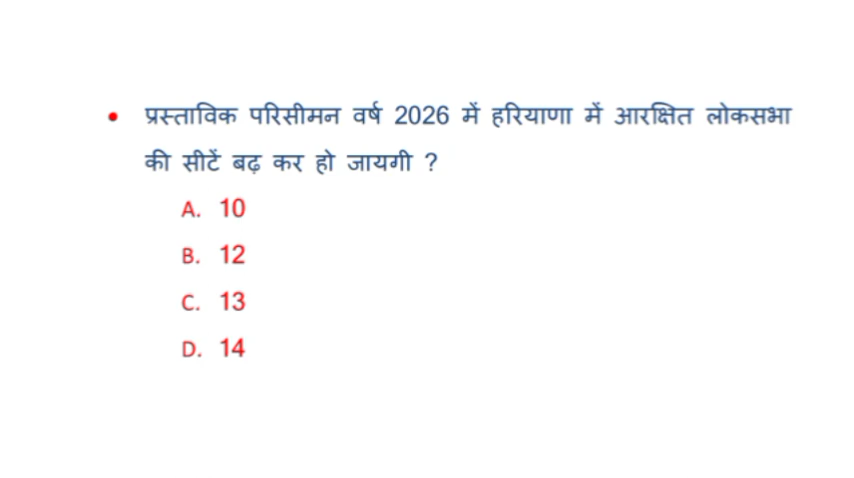 • प्रस्ताविक परिसीमन वर्ष 2026 में हरियाणा में आरक्षित लोकसभा
की सीटें बढ़ कर हो जायगी ?
A. 10
B. 12
C. 13
D. 14